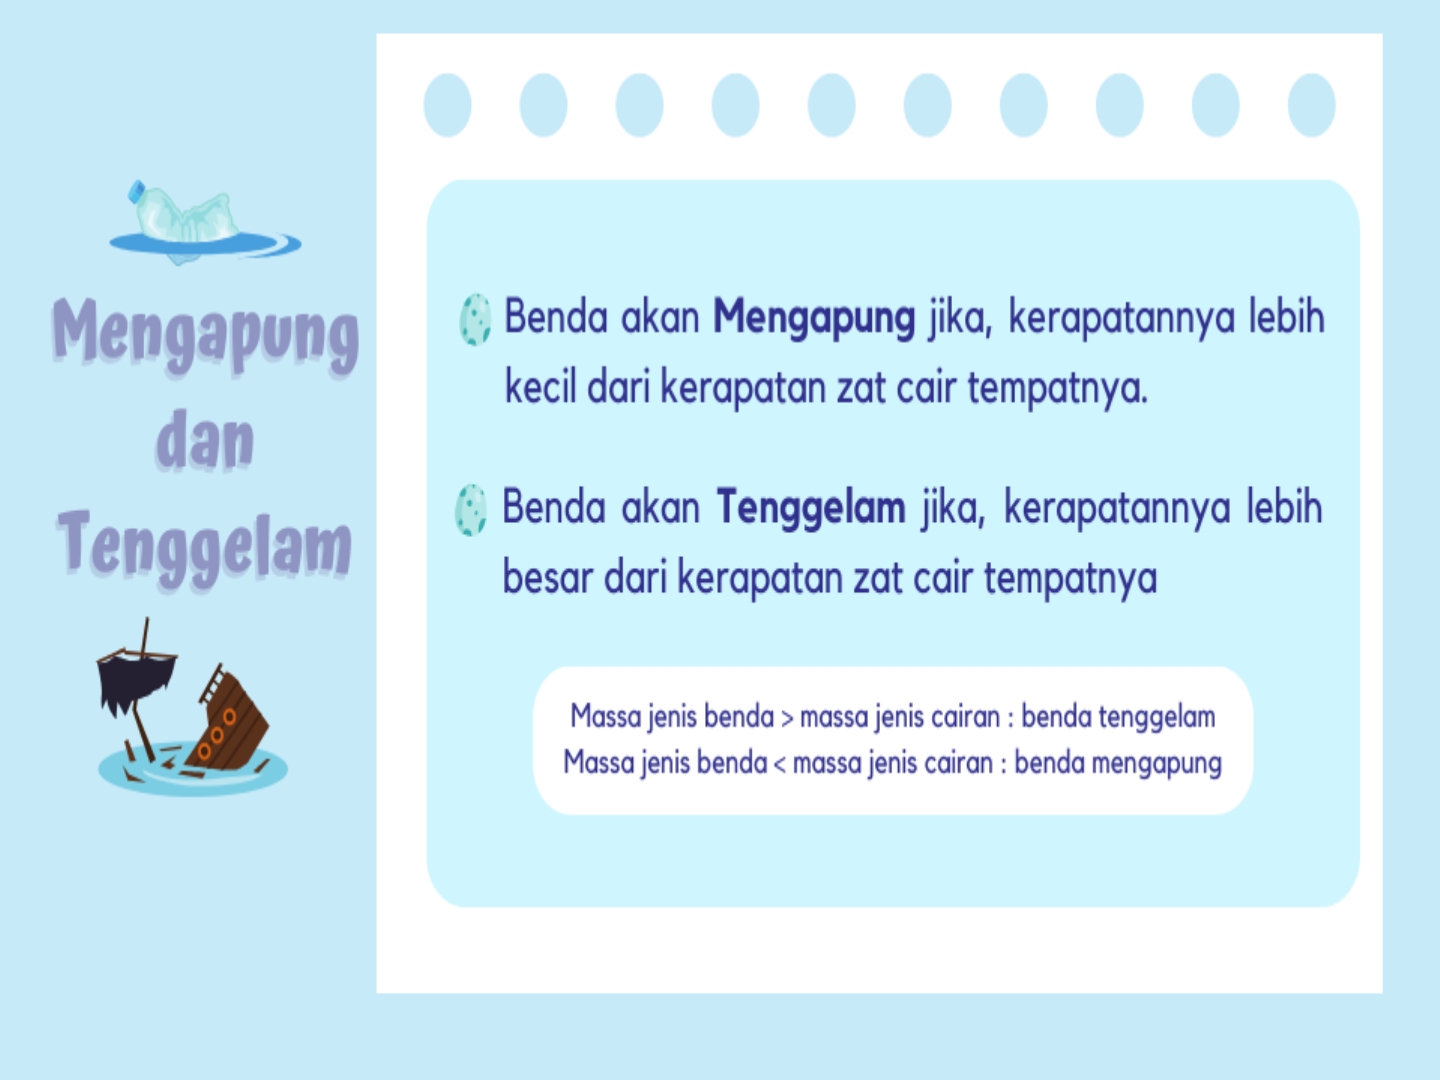 Mengapung
dan
Tenggelam
Benda akan Mengapung jika, kerapatannya lebih
kecil dari kerapatan zat cair tempatnya.
Benda akan Tenggelam jika, kerapatannya lebih
besar dari kerapatan zat cair tempatnya
Massa jenis benda > massa jenis cairan : benda tenggelam
Massa jenis benda < massa jenis cairan : benda mengapung